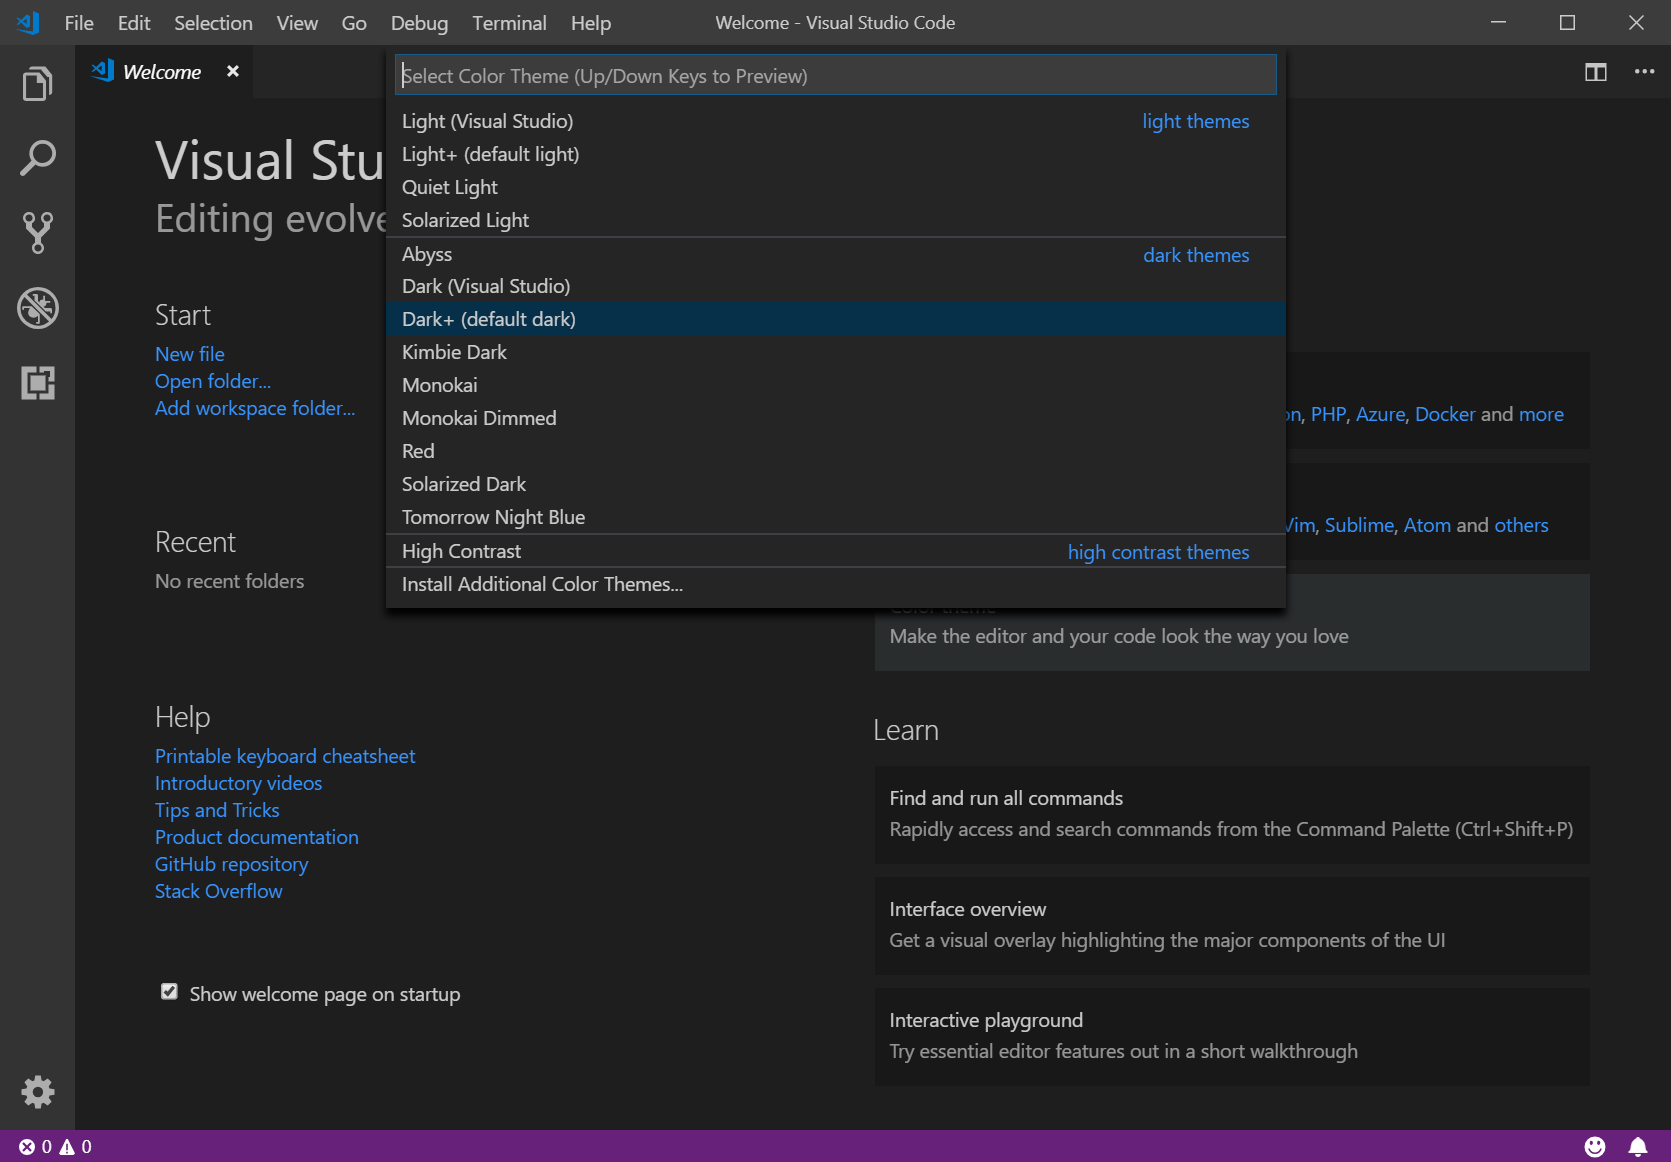 File Edit Selection View Go Debug Terminal Help
Welcome - Visual Studio Code
Welcome
Select Color Theme (Up/Down Keys to Preview)
Light (Visual Studio) light themes
Light+ (default light)
Quiet Light
Solarized Light
Abyss dark themes
Dark (Visual Studio)
Dark+ (default dark)
Kimbie Dark
Monokai
Monokai Dimmed
Red
Solarized Dark
Tomorrow Night Blue
High Contrast high contrast themes
Install Additional Color Themes...
Visual Stu
Editing evolve
Start
New file
Open folder...
Add workspace folder...
Recent
No recent folders
Help
Printable keyboard cheatsheet
Introductory videos
Tips and Tricks
Product documentation
GitHub repository
Stack Overflow
Show welcome page on startup
on, PHP, Azure, Docker and more
Vim, Sublime, Atom and others
Color theme
Make the editor and your code look the way you love
Learn
Find and run all commands
Rapidly access and search commands from the Command Palette (Ctrl+Shift+P)
Interface overview
Get a visual overlay highlighting the major components of the UI
Interactive playground
Try essential editor features out in a short walkthrough
0 0